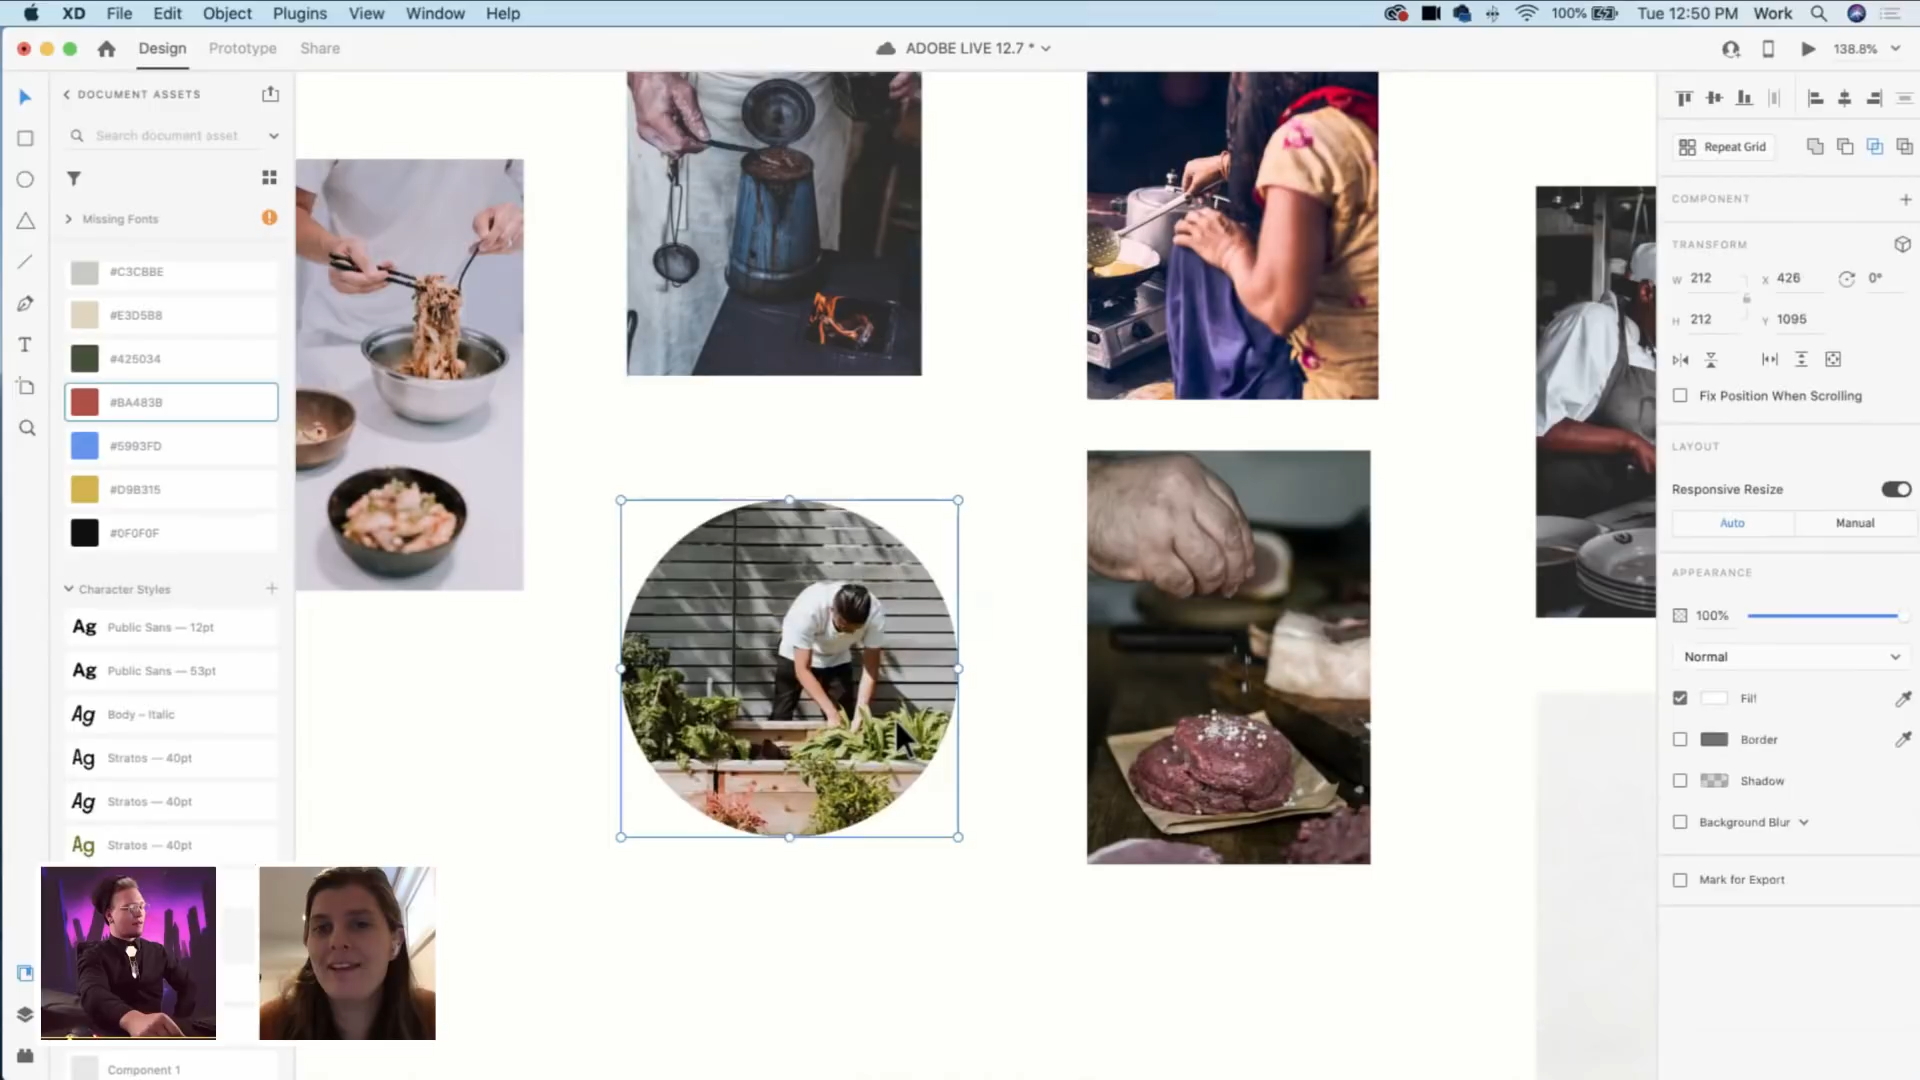 XD File Edit Object Plugins View Window Help
100% Tue 12:50 PM Work
Design Prototype Share
ADOBE LIVE 12.7 *
138.8%
DOCUMENT ASSETS
Search document asset
Missing Fonts
#C3CBBE
#E3D5B8
#425034
#BA483B
#5993FD
#D9B315
#0F0F0F
Character Styles
Ag Public Sans — 12pt
Ag Public Sans — 53pt
Ag Body – Italic
Ag Stratos — 40pt
Ag Stratos — 40pt
Ag Stratos — 40pt
Component 1
Repeat Grid
COMPONENT
TRANSFORM
W 212 X 426 0°
H 212 Y 1095
Fix Position When Scrolling
LAYOUT
Responsive Resize
Auto Manual
APPEARANCE
100%
Normal
Fill
Border
Shadow
Background Blur
Mark for Export